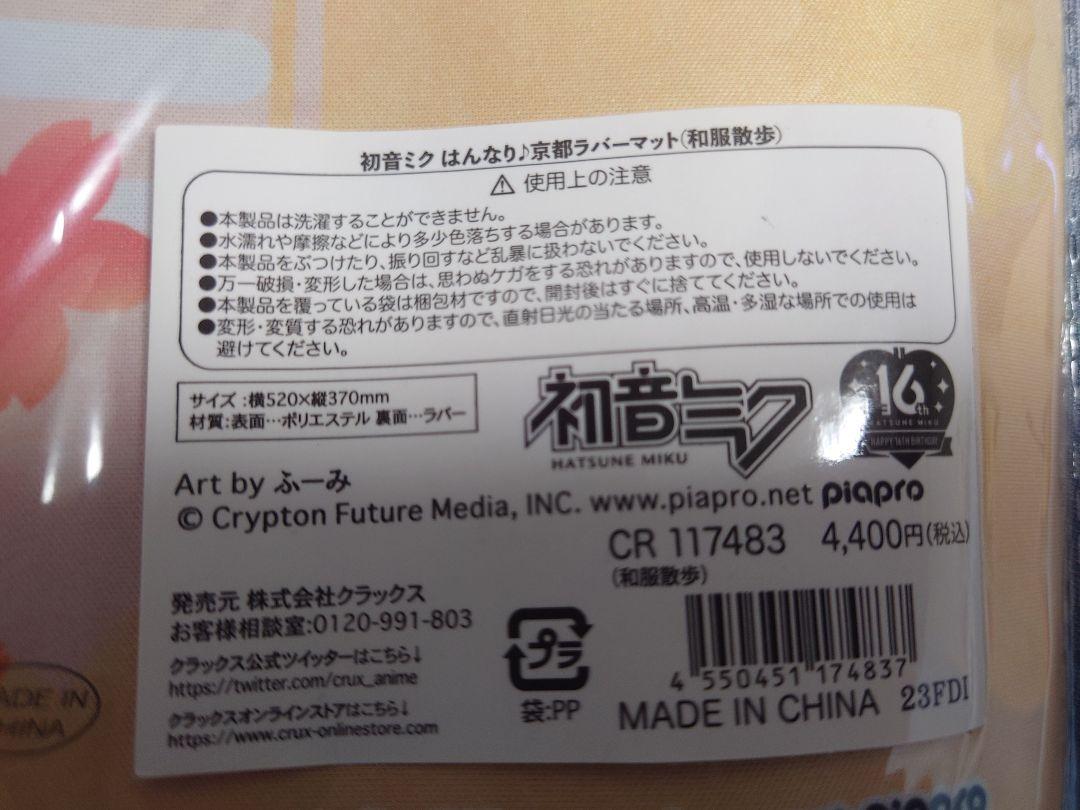 初音ミク はんなり♪京都ラバーマット(和服散歩)
⚠ 使用上の注意
●本製品は洗濯することができません。
●水濡れや摩擦などにより多少色落ちする場合があります。
●本製品をぶつけたり、振り回すなど乱暴に扱わないでください。
●万一破損・変形した場合は、思わぬケガをする恐れがありますので、使用しないでください。
●本製品を覆っている袋は梱包材ですので、開封後はすぐに捨ててください。
●変形・変質する恐れがありますので、直射日光の当たる場所、高温・多湿な場所での使用は
避けてください。
サイズ:横520×縦370mm
材質:表面…ポリエステル 裏面…ラバー
初音ミク
HATSUNE MIKU
16th
HATSUNE MIKU
HAPPY 16TH BIRTHDAY
Art by ふーみ
© Crypton Future Media, INC. www.piapro.net piapro
CR 117483 4,400円(税込)
(和服散歩)
発売元 株式会社クラックス
お客様相談室:0120-991-803
クラックス公式ツイッターはこちら↓
https://twitter.com/crux_anime
クラックスオンラインストアはこちら↓
https://www.crux-onlinestore.com
プラ
袋:PP
4 550451 174837
MADE IN CHINA 23FDI
MADE IN
CHINA
piapro